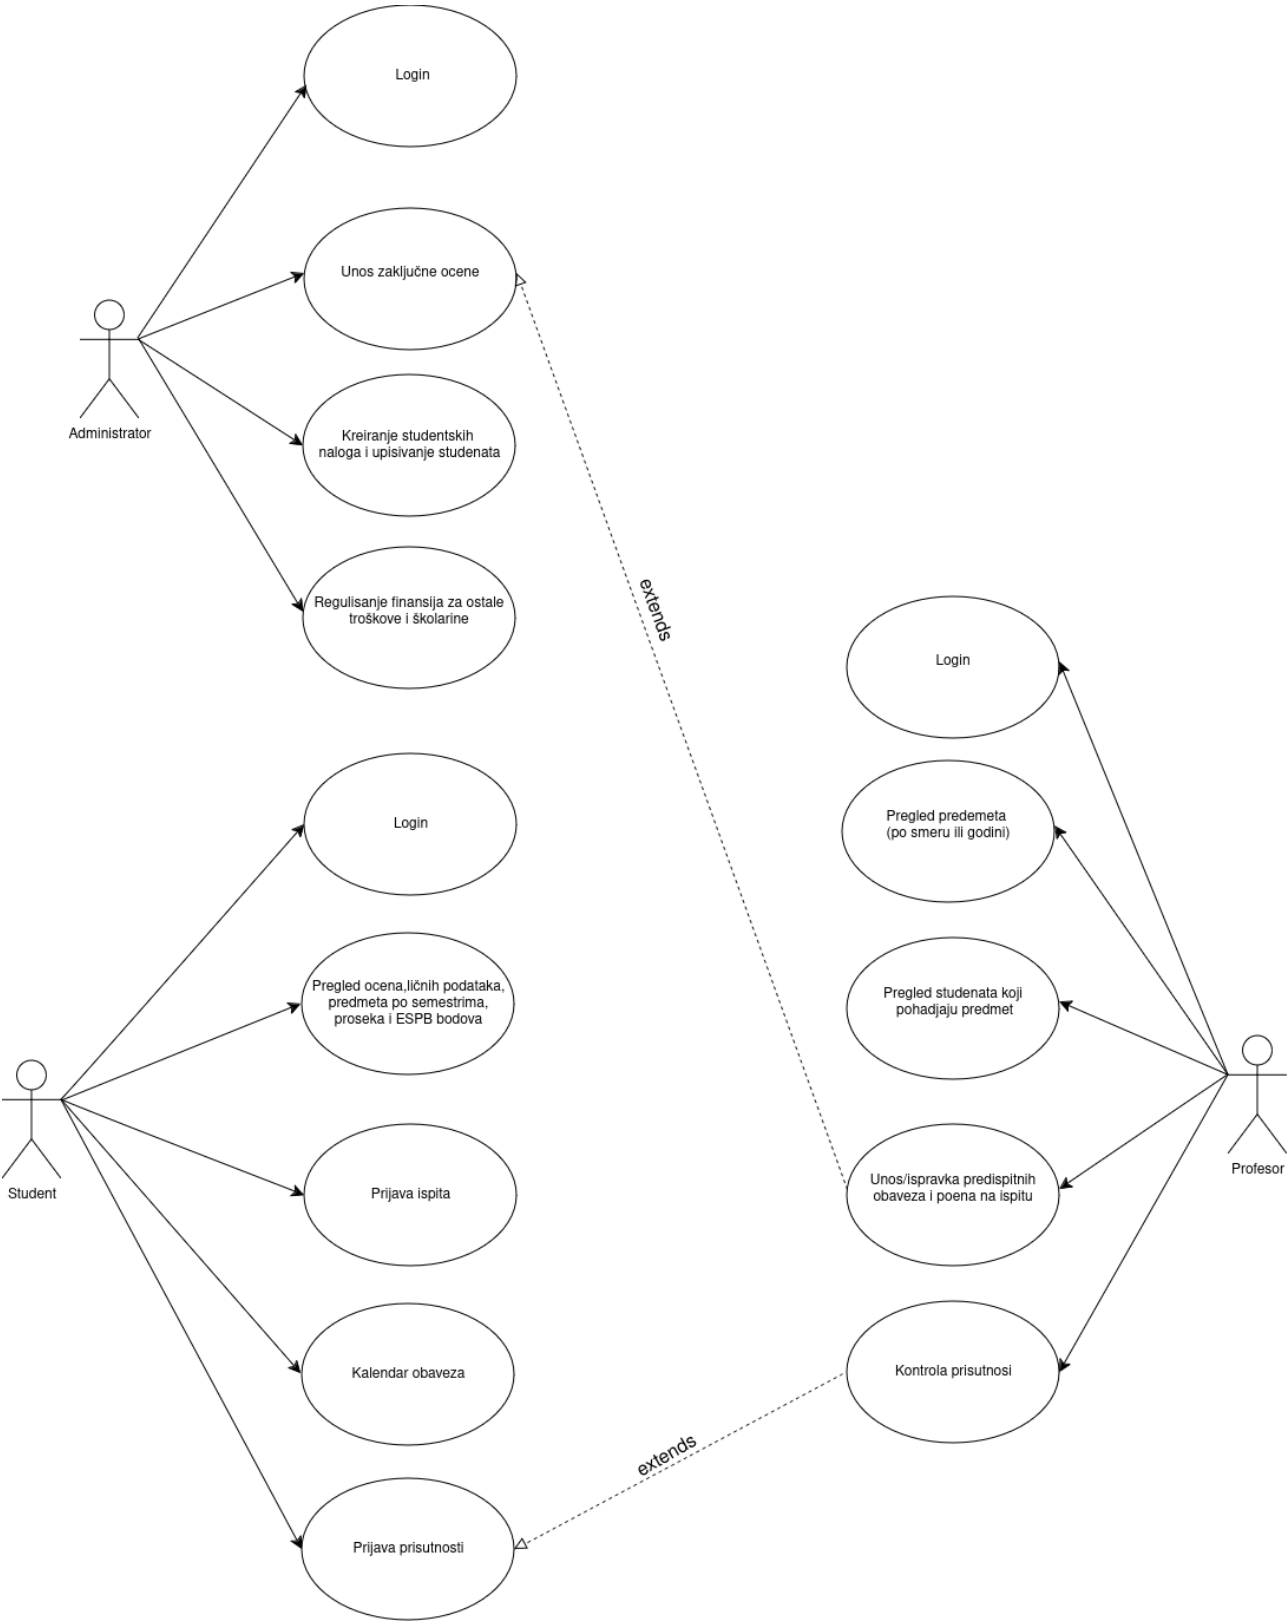 Login
Unos zaključne ocene
Administrator
Kreiranje studentskih
naloga i upisivanje studenata
Regulisanje finansija za ostale
troškove i školarine
extends
Login
Pregled predemeta
(po smeru ili godini)
Login
Pregled ocena,ličnih podataka,
predmeta po semestrima,
proseka i ESPB bodova
Pregled studenata koji
pohadjaju predmet
Student
Prijava ispita
Unos/ispravka predispitnih
obaveza i poena na ispitu
Profesor
Kalendar obaveza
Kontrola prisutnosi
extends
Prijava prisutnosti